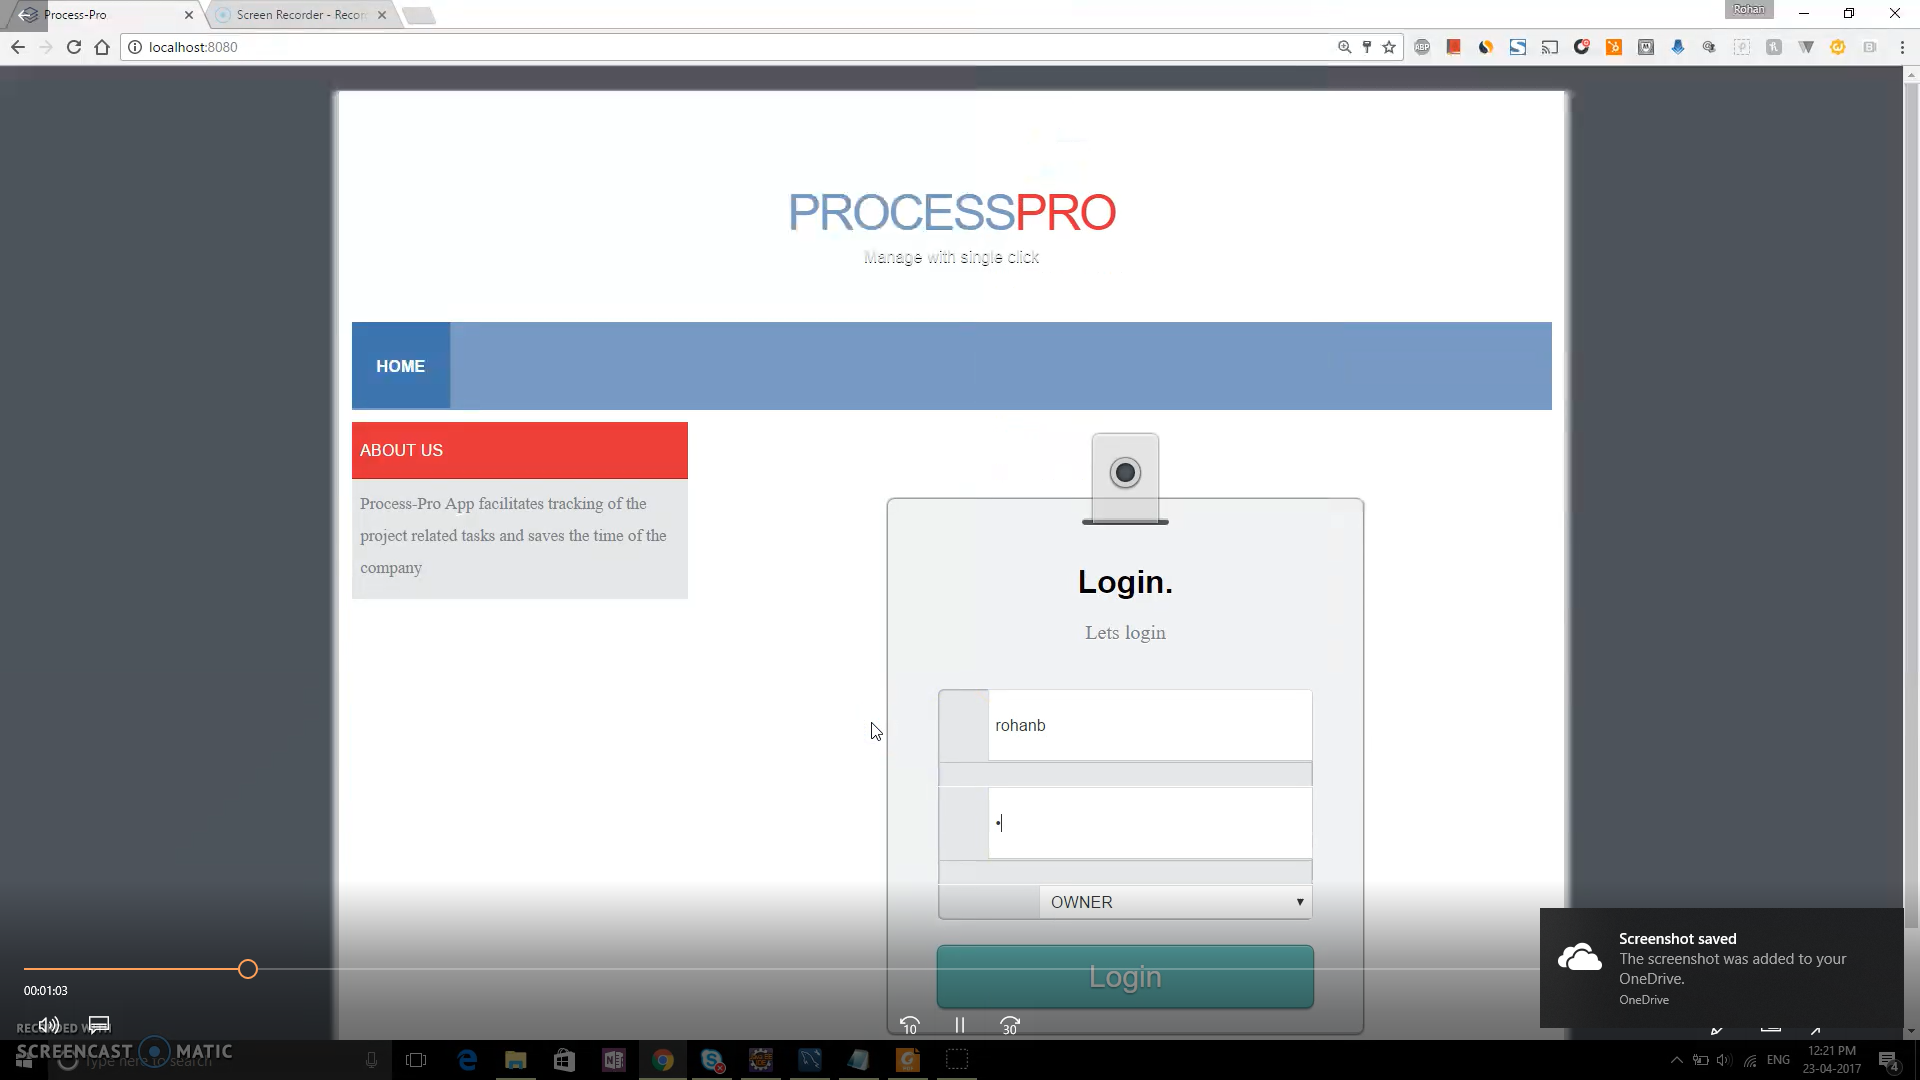 Process-Pro
Screen Recorder - Recor
Rohan
localhost:8080
ABP
PROCESSPRO
Manage with single click
HOME
ABOUT US
Process-Pro App facilitates tracking of the
project related tasks and saves the time of the
company
Login.
Lets login
rohanb
•
OWNER
Login
Screenshot saved
The screenshot was added to your
OneDrive.
OneDrive
00:01:03
10
30
RECORDED WITH
SCREENCAST MATIC
Type here to search
ENG
12:21 PM
23-04-2017
4